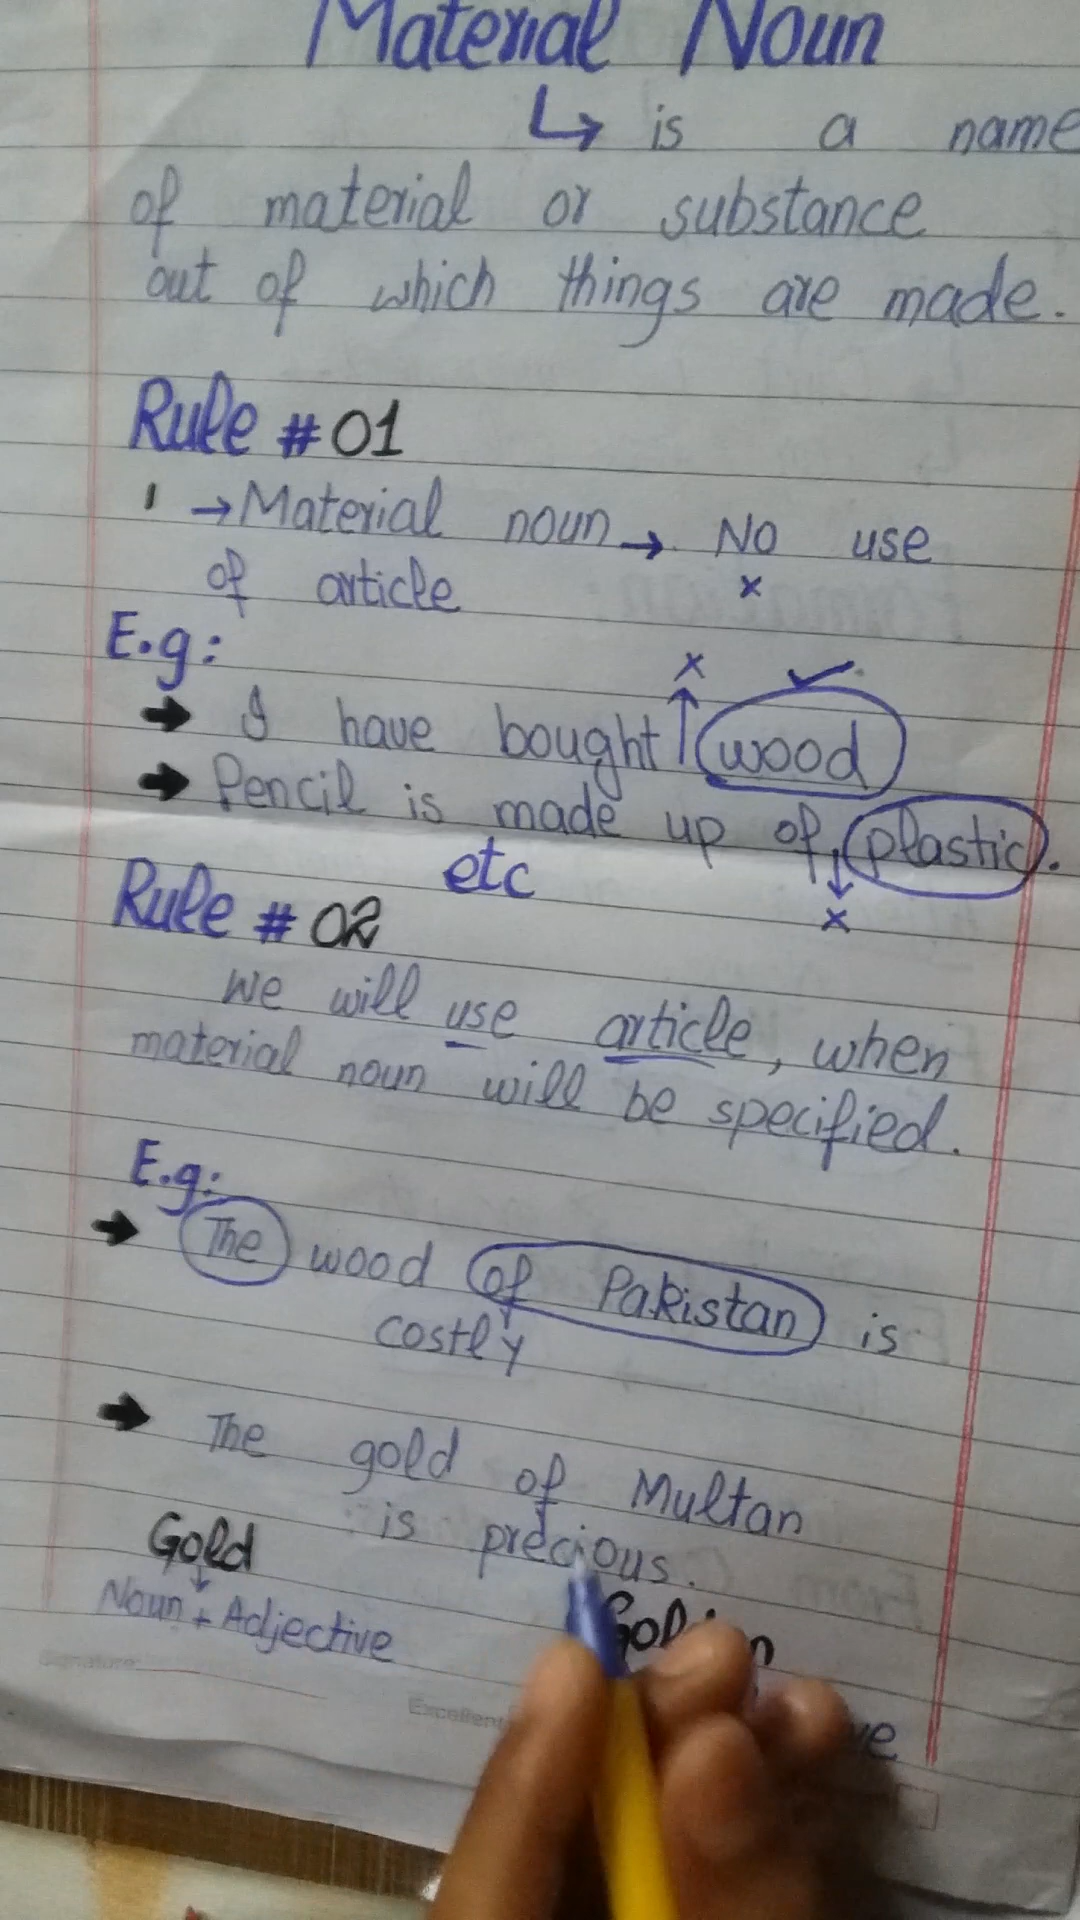 Material Noun
↳ is a name
of material or substance
out of which things are made.
Rule # 01
→ Material noun → No use
x
of article
E.g:
x ✓
→ I have bought ↑ wood
→ Pencil is made up of plastic.
x
etc
Rule # 02
We will use article, when
material noun will be specified.
E.g:
→ The wood of Pakistan is
costly
→ The gold of Multan
is precious.
Gold
Noun + Adjective
Signature:
Excellent